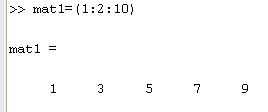 >> mat1=(1:2:10)
mat1 =
1 3 5 7 9